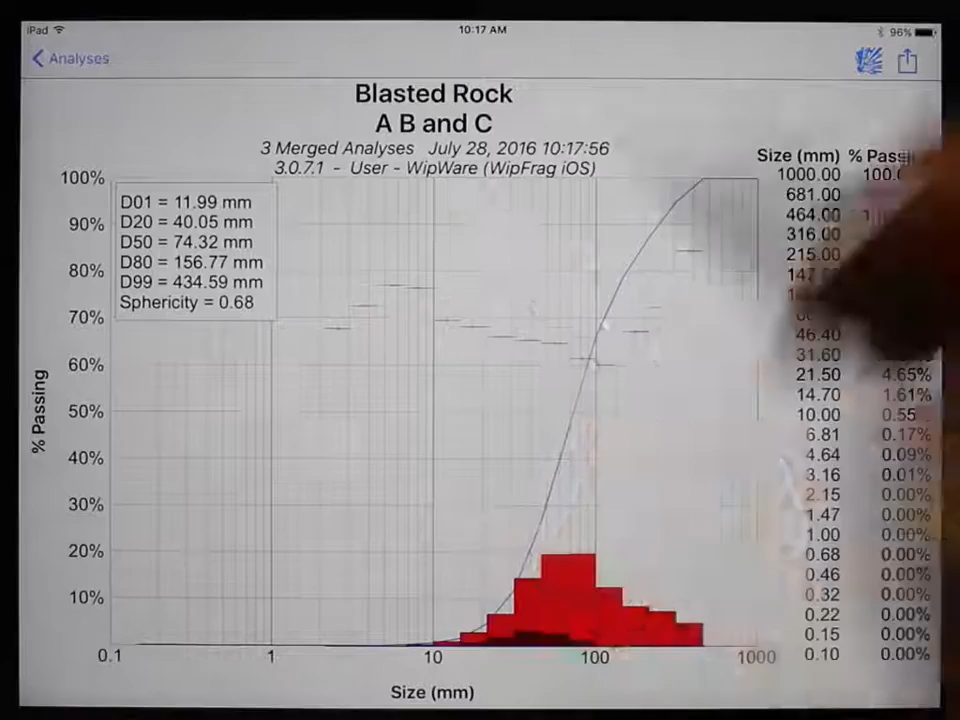 iPad 10:17 AM 96%
Analyses
Blasted Rock
A B and C
3 Merged Analyses July 28, 2016 10:17:56
3.0.7.1 - User - WipWare (WipFrag iOS)
D01 = 11.99 mm
D20 = 40.05 mm
D50 = 74.32 mm
D80 = 156.77 mm
D99 = 434.59 mm
Sphericity = 0.68
% Passing
100%
90%
80%
70%
60%
50%
40%
30%
20%
10%
0.1 1 10 100 1000
Size (mm)
Size (mm) %
1000.00
681.00
464.00
316.00
215.00
46.40
31.60
21.50 4.65%
14.70 1.61%
10.00 0.55%
6.81 0.17%
4.64 0.09%
3.16 0.01%
2.15 0.00%
1.47 0.00%
1.00 0.00%
0.68 0.00%
0.46 0.00%
0.32 0.00%
0.22 0.00%
0.15 0.00%
0.10 0.00%